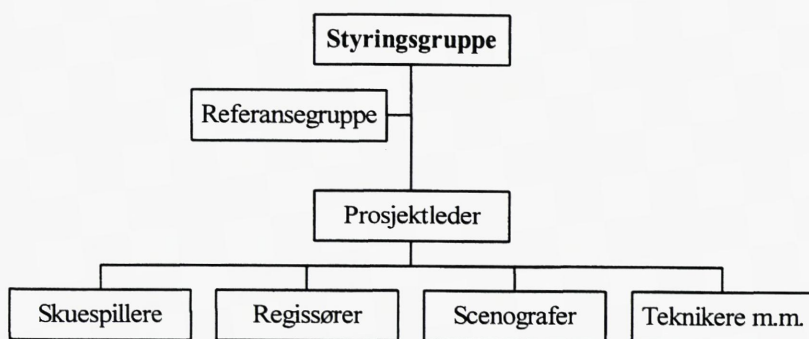 Styringsgruppe
Referansegruppe
Prosjektleder
Skuespillere
Regissører
Scenografer
Teknikere m.m.